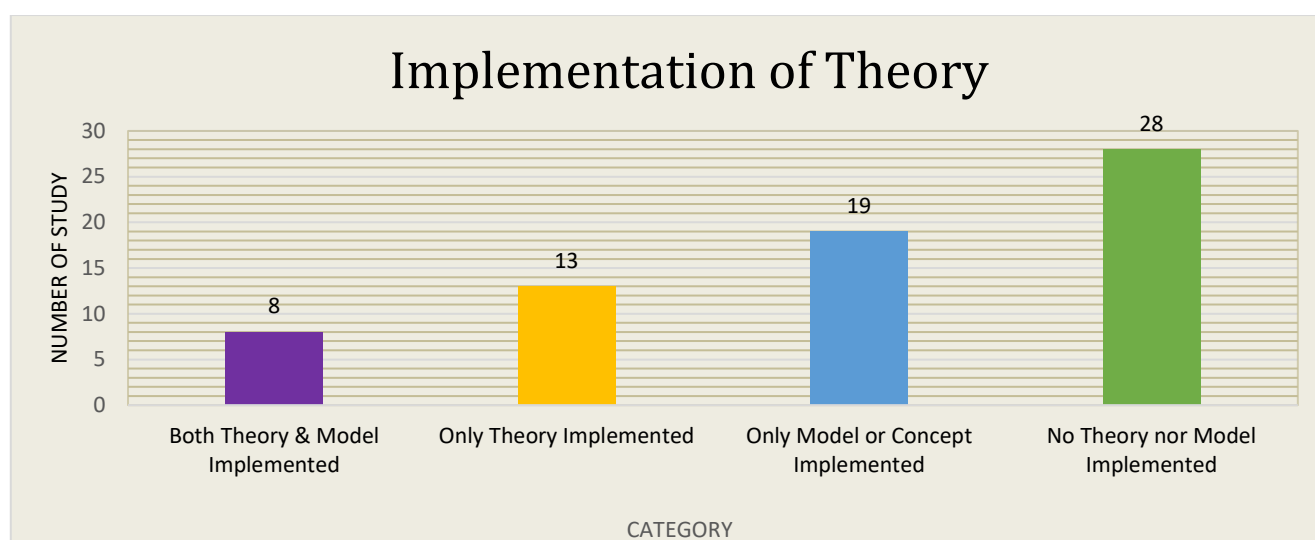 Implementation of Theory
NUMBER OF STUDY
30
25
20
15
10
5
0
8
13
19
28
Both Theory & Model
Implemented
Only Theory Implemented
Only Model or Concept
Implemented
No Theory nor Model
Implemented
CATEGORY